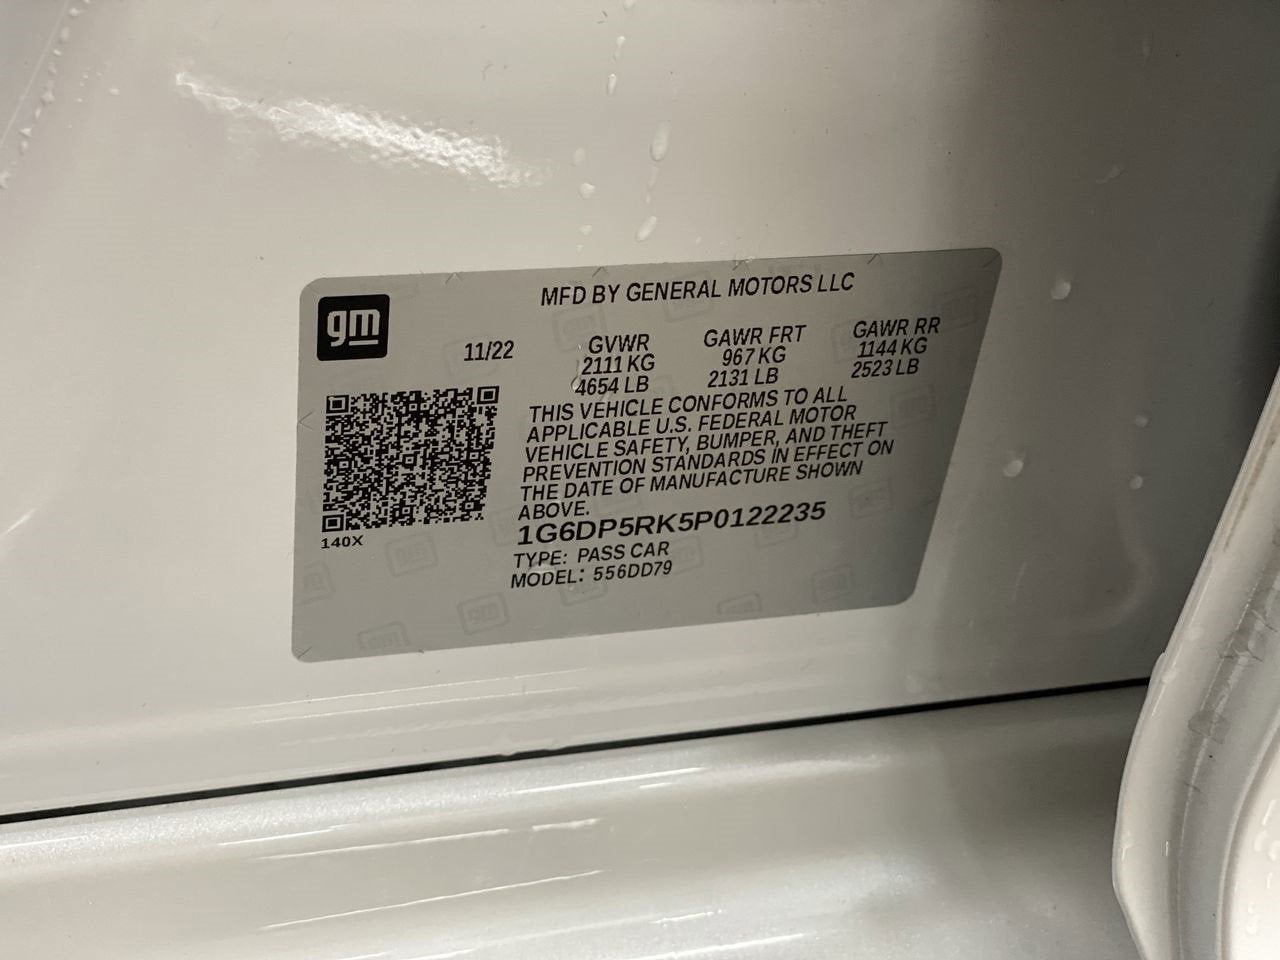 MFD BY GENERAL MOTORS LLC
gm
11/22
GVWR
2111 KG
4654 LB
GAWR FRT
967 KG
2131 LB
GAWR RR
1144 KG
2523 LB
THIS VEHICLE CONFORMS TO ALL
APPLICABLE U.S. FEDERAL MOTOR
VEHICLE SAFETY, BUMPER, AND THEFT
PREVENTION STANDARDS IN EFFECT ON
THE DATE OF MANUFACTURE SHOWN
ABOVE.
140X
1G6DP5RK5P0122235
TYPE: PASS CAR
MODEL: 556DD79